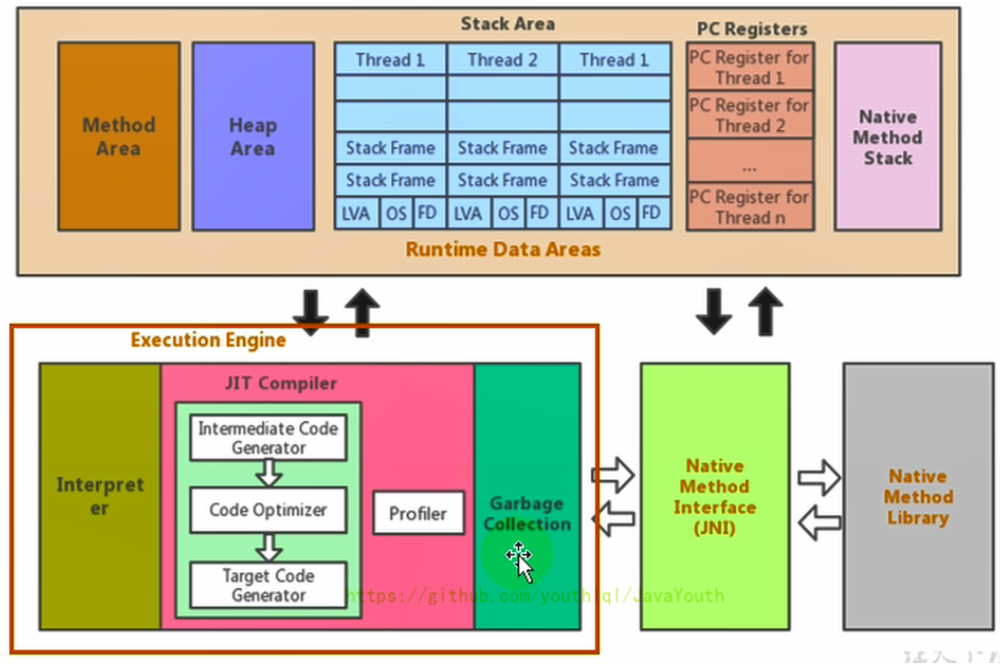 Stack Area
PC Registers
Method
Area
Heap
Area
Thread 1
Thread 2
Thread 1
Stack Frame
Stack Frame
Stack Frame
Stack Frame
Stack Frame
Stack Frame
LVA
OS
FD
LVA
OS
FD
LVA
OS
FD
PC Register for
Thread 1
PC Register for
Thread 2
...
PC Register for
Thread n
Native
Method
Stack
Runtime Data Areas
Execution Engine
Interpret
er
JIT Compiler
Intermediate Code
Generator
Code Optimizer
Target Code
Generator
Profiler
Garbage
Collection
Native
Method
Interface
(JNI)
Native
Method
Library
https://github.com/youthlql/JavaYouth